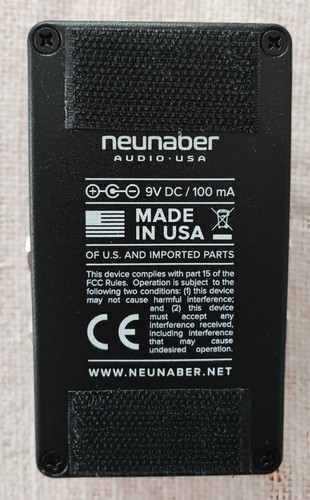 neunaber
AUDIO · USA
9V DC / 100 mA
MADE
IN USA
OF U.S. AND IMPORTED PARTS
This device complies with part 15 of the
FCC Rules. Operation is subject to the
following two conditions: (1) this device
may not cause harmful interference;
and (2) this device
must accept any
interference received,
including interference
that may cause
undesired operation.
CE
WWW.NEUNABER.NET